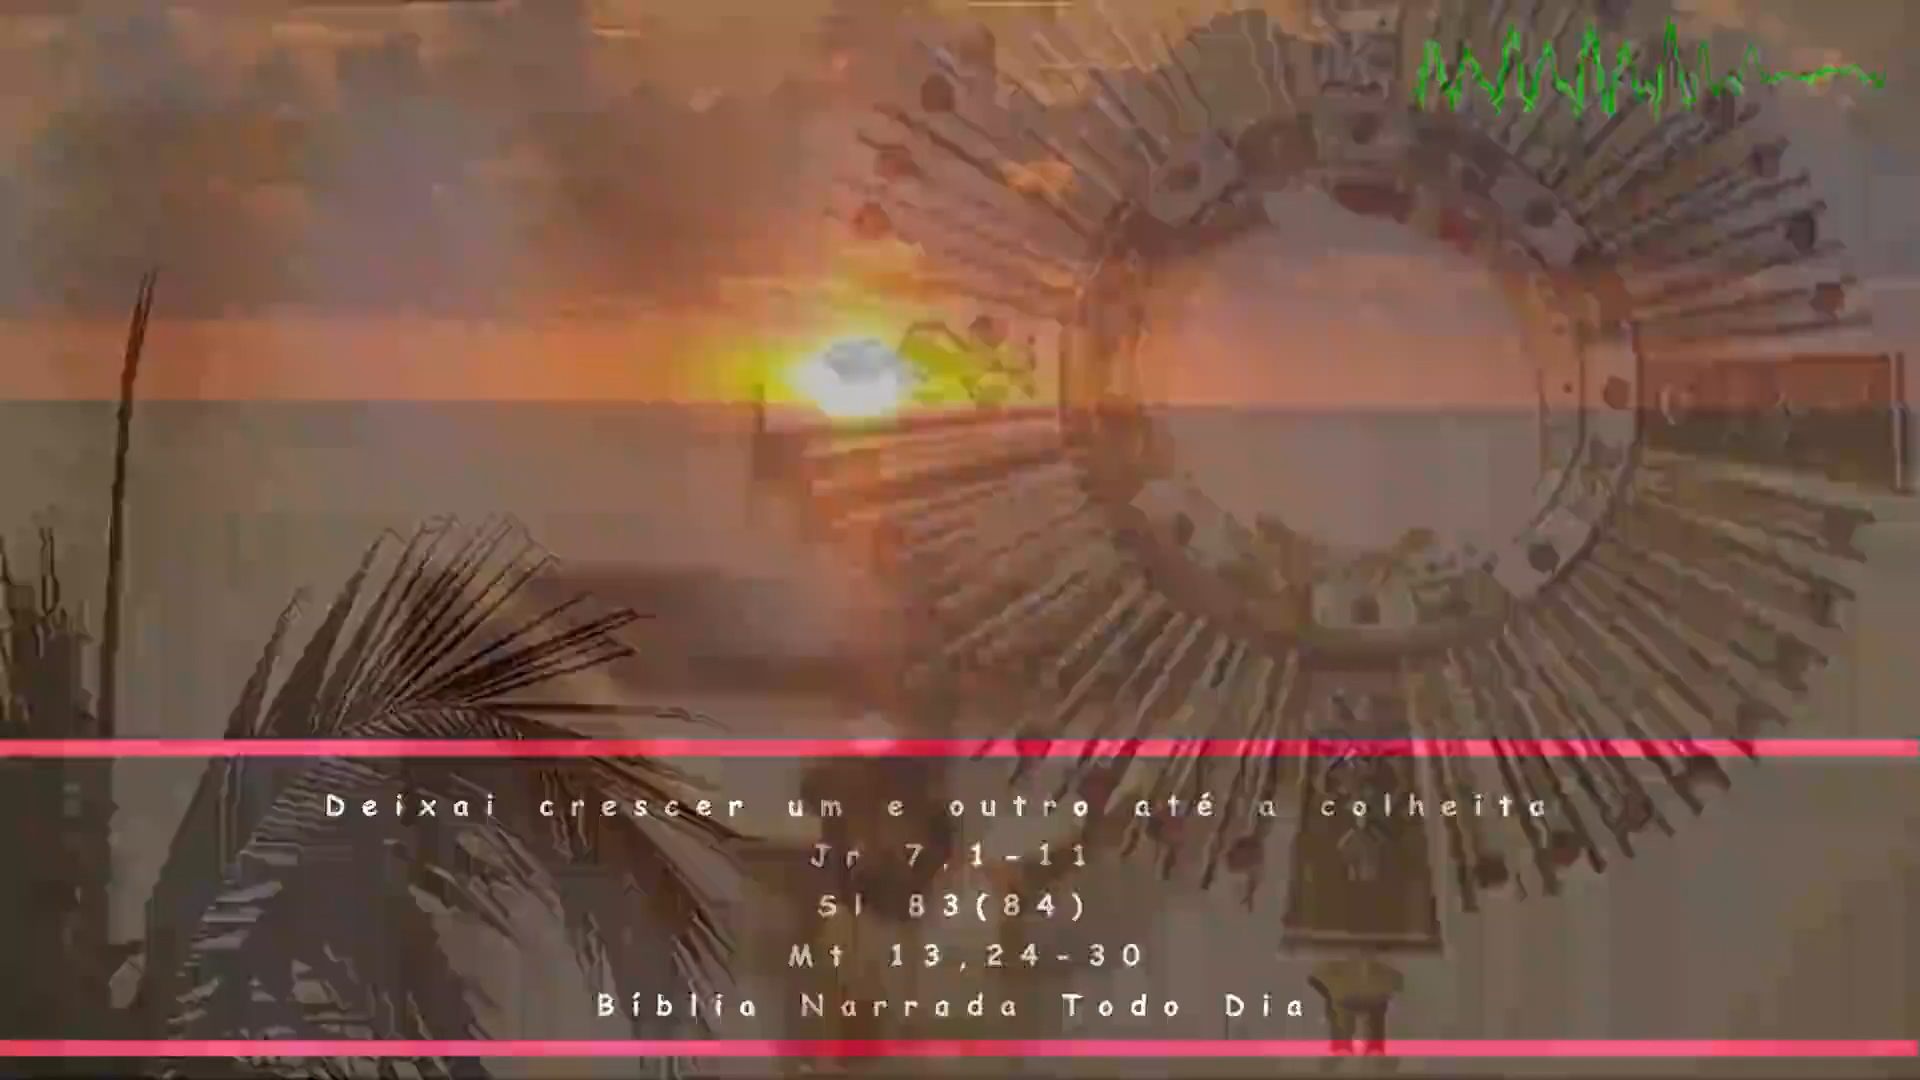 Deixai crescer um e outro até a colheita
Jr 7,1-11
Sl 83(84)
Mt 13,24-30
Bíblia Narrada Todo Dia